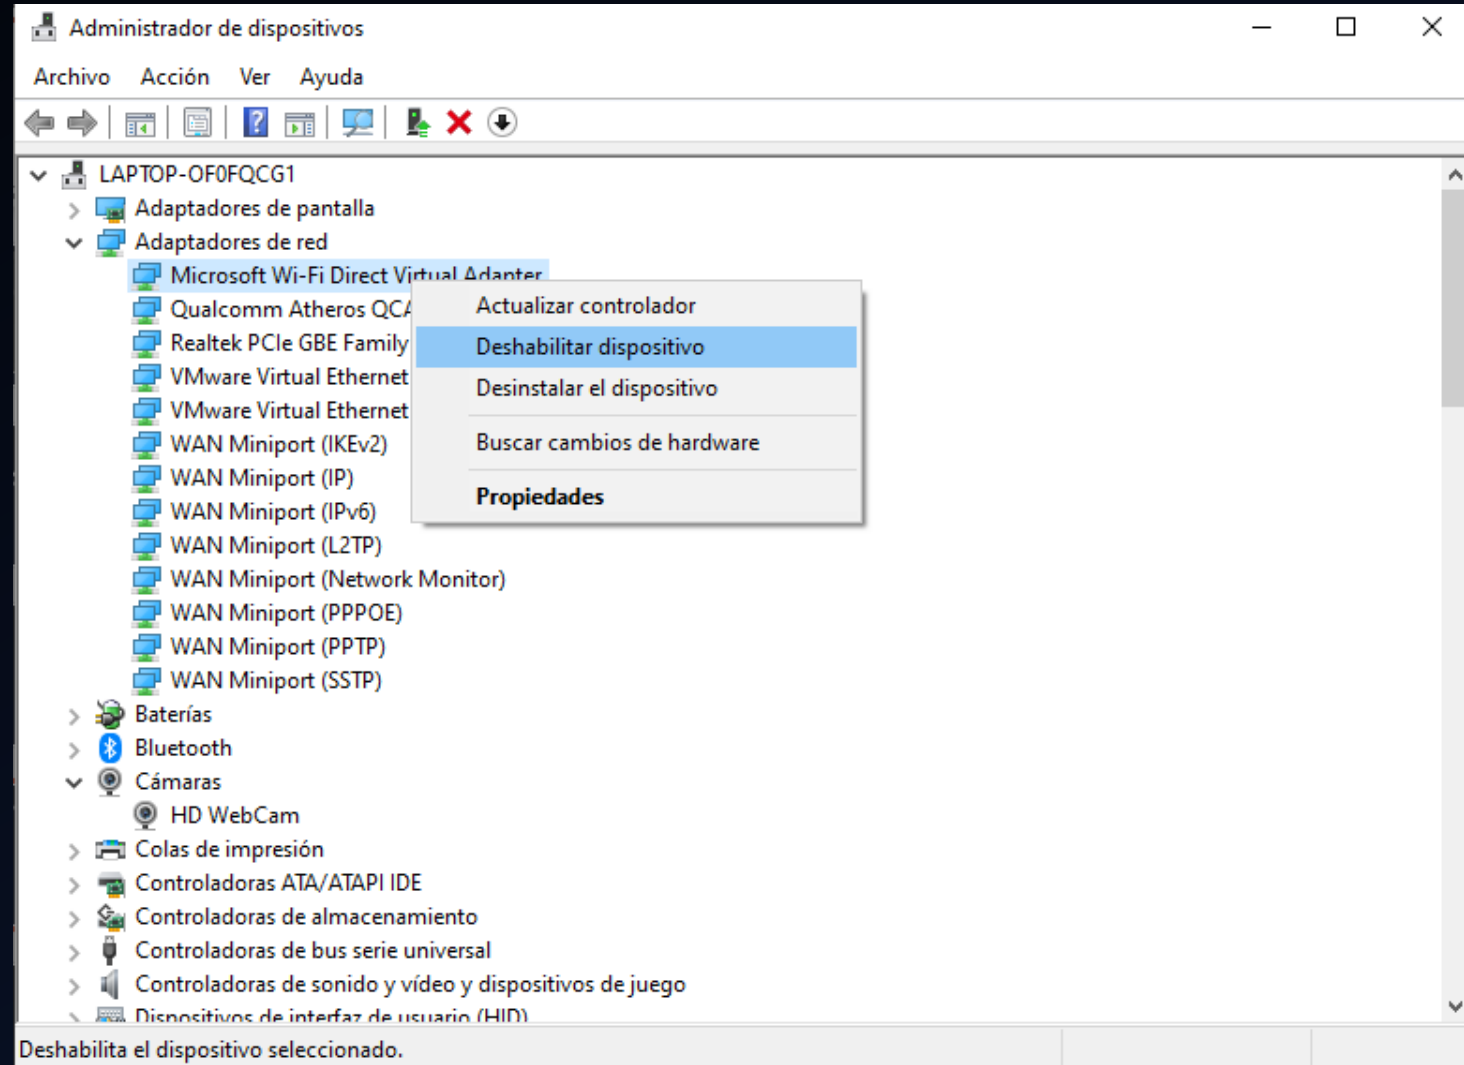 Administrador de dispositivos
Archivo Acción Ver Ayuda
LAPTOP-OF0FQCG1
Adaptadores de pantalla
Adaptadores de red
Microsoft Wi-Fi Direct Virtual Adapter
Qualcomm Atheros QCA
Realtek PCIe GBE Family
VMware Virtual Ethernet
VMware Virtual Ethernet
WAN Miniport (IKEv2)
WAN Miniport (IP)
WAN Miniport (IPv6)
WAN Miniport (L2TP)
WAN Miniport (Network Monitor)
WAN Miniport (PPPOE)
WAN Miniport (PPTP)
WAN Miniport (SSTP)
Actualizar controlador
Deshabilitar dispositivo
Desinstalar el dispositivo
Buscar cambios de hardware
Propiedades
Baterías
Bluetooth
Cámaras
HD WebCam
Colas de impresión
Controladoras ATA/ATAPI IDE
Controladoras de almacenamiento
Controladoras de bus serie universal
Controladoras de sonido y vídeo y dispositivos de juego
Dispositivos de interfaz de usuario (HID)
Deshabilita el dispositivo seleccionado.